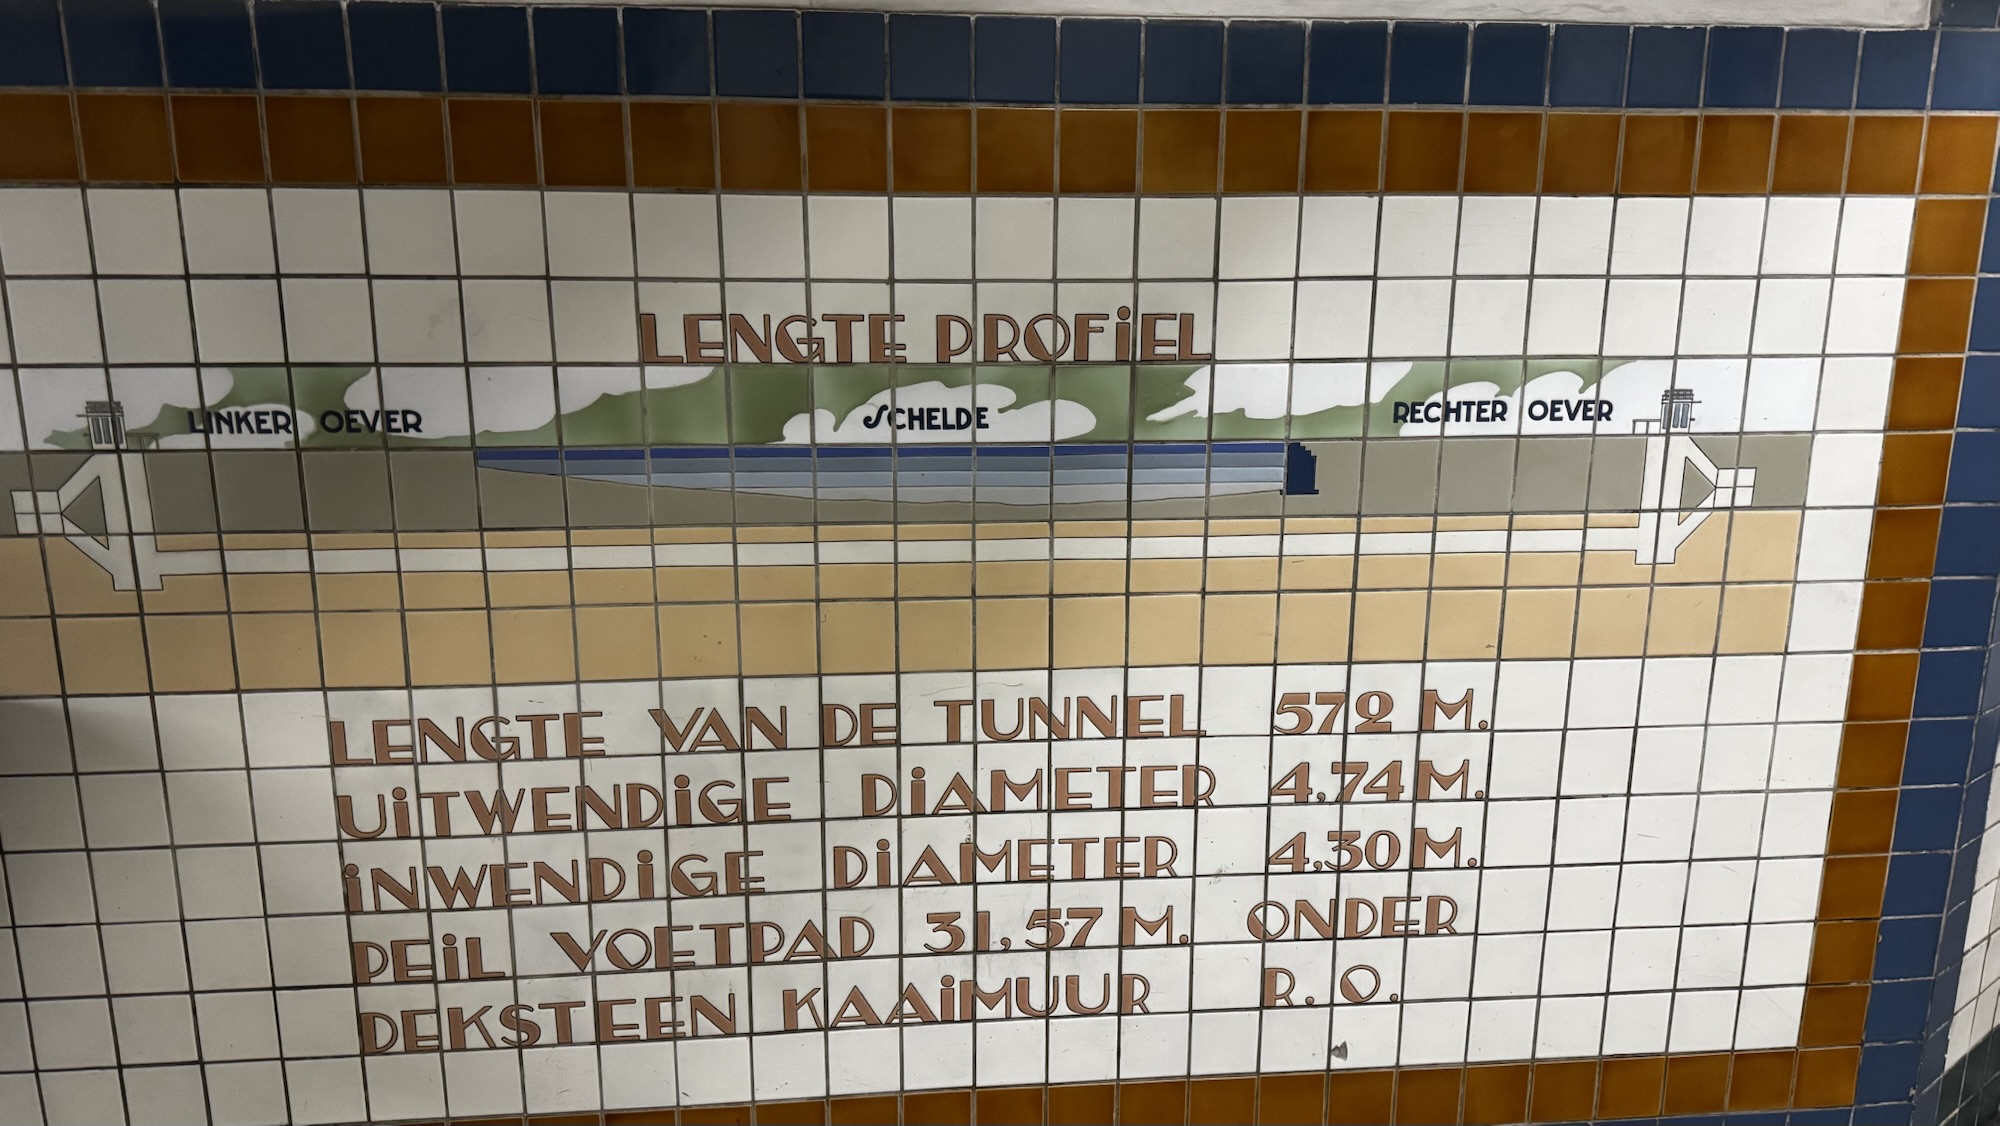 LENGTE PROFiEL
LINKER OEVER SCHELDE RECHTER OEVER
LENGTE VAN DE TUNNEL 572 M.
UiTWENDiGE DiAMETER 4,74 M.
iNWENDiGE DiAMETER 4,30 M.
PEiL VOETPAD 31,57 M. ONDER
DEKSTEEN KAAiMUUR R. O.